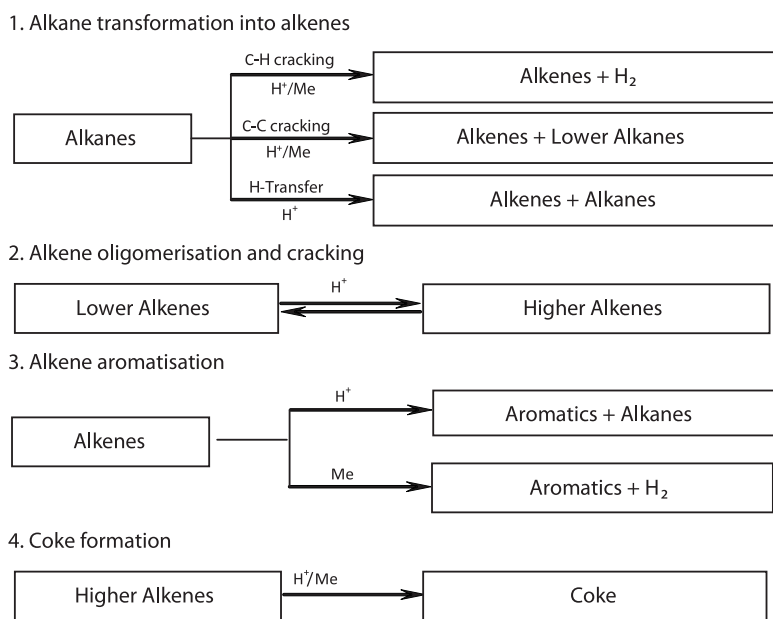 1. Alkane transformation into alkenes
C-H cracking
H⁺/Me
Alkenes + H₂
Alkanes
C-C cracking
H⁺/Me
Alkenes + Lower Alkanes
H-Transfer
H⁺
Alkenes + Alkanes
2. Alkene oligomerisation and cracking
Lower Alkenes
H⁺
Higher Alkenes
3. Alkene aromatisation
H⁺
Aromatics + Alkanes
Alkenes
Me
Aromatics + H₂
4. Coke formation
Higher Alkenes
H⁺/Me
Coke